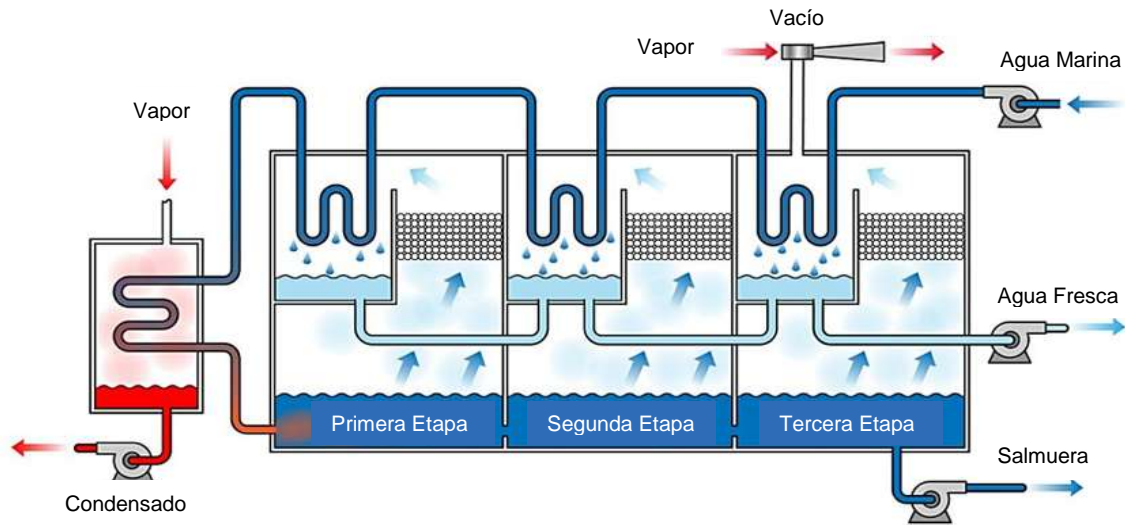 Vacío
Vapor
Agua Marina
Vapor
Agua Fresca
Primera Etapa
Segunda Etapa
Tercera Etapa
Salmuera
Condensado